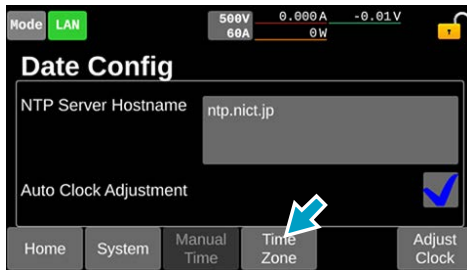 Mode LAN 500V 0.000A -0.01V
60A 0W
Date Config
NTP Server Hostname ntp.nict.jp
Auto Clock Adjustment
Home System Manual Time Adjust
Time Zone Clock